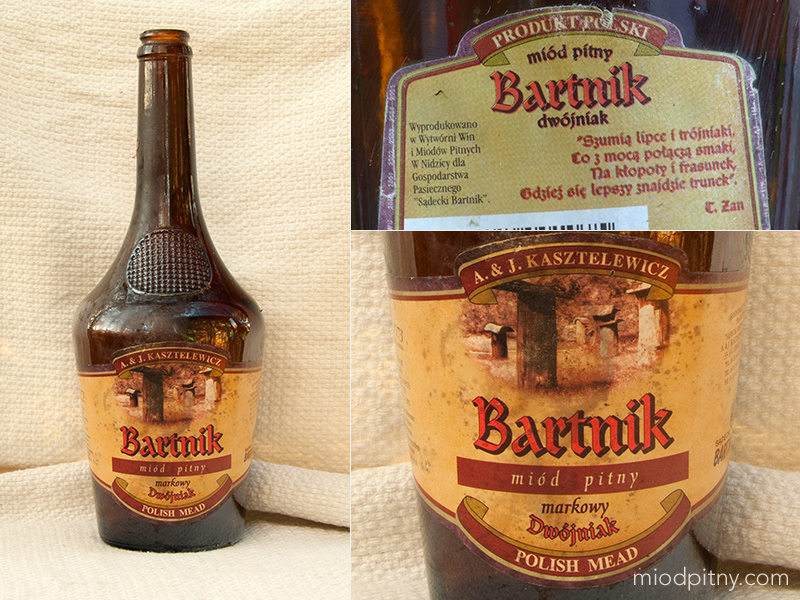 A. & J. KASZTELEWICZ
Bartnik
miód pitny
markowy
Dwójniak
POLISH MEAD
PRODUKT POLSKI
miód pitny
Bartnik
dwójniak
Wyprodukowano
w Wytwórni Win
i Miodów Pitnych
W Nidzicy dla
Gospodarstwa
Pasiecznego
"Sądecki Bartnik".
"Szumią lipce i trójniaki,
Co z mocą połączą smaki,
Na kłopoty i frasunek,
Gdzież się lepszy znajdzie trunek".
T. Zan
A. & J. KASZTELEWICZ
Bartnik
miód pitny
markowy
Dwójniak
POLISH MEAD
miodpitny.com